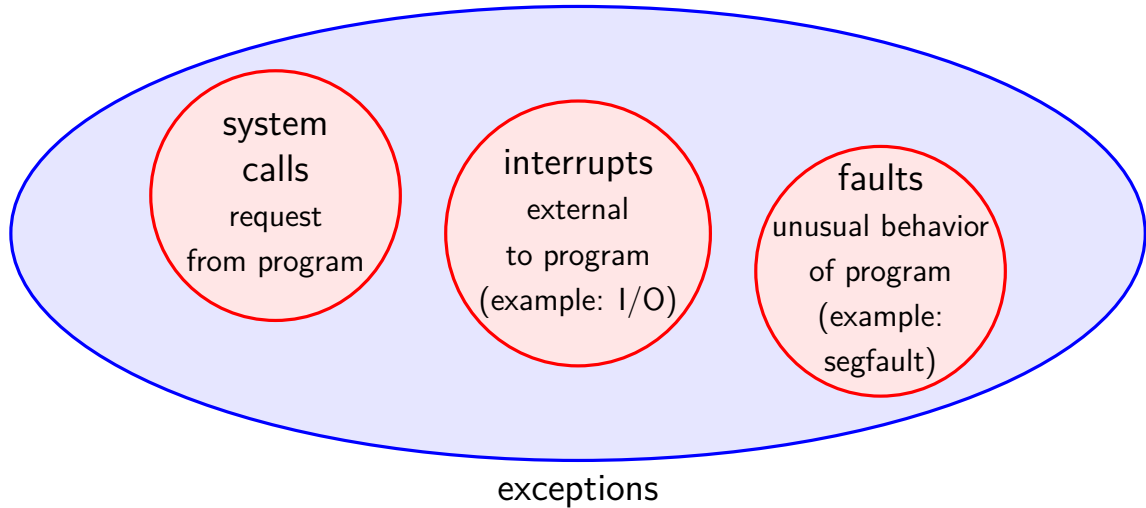 system
calls
request
from program
interrupts
external
to program
(example: I/O)
faults
unusual behavior
of program
(example:
segfault)
exceptions